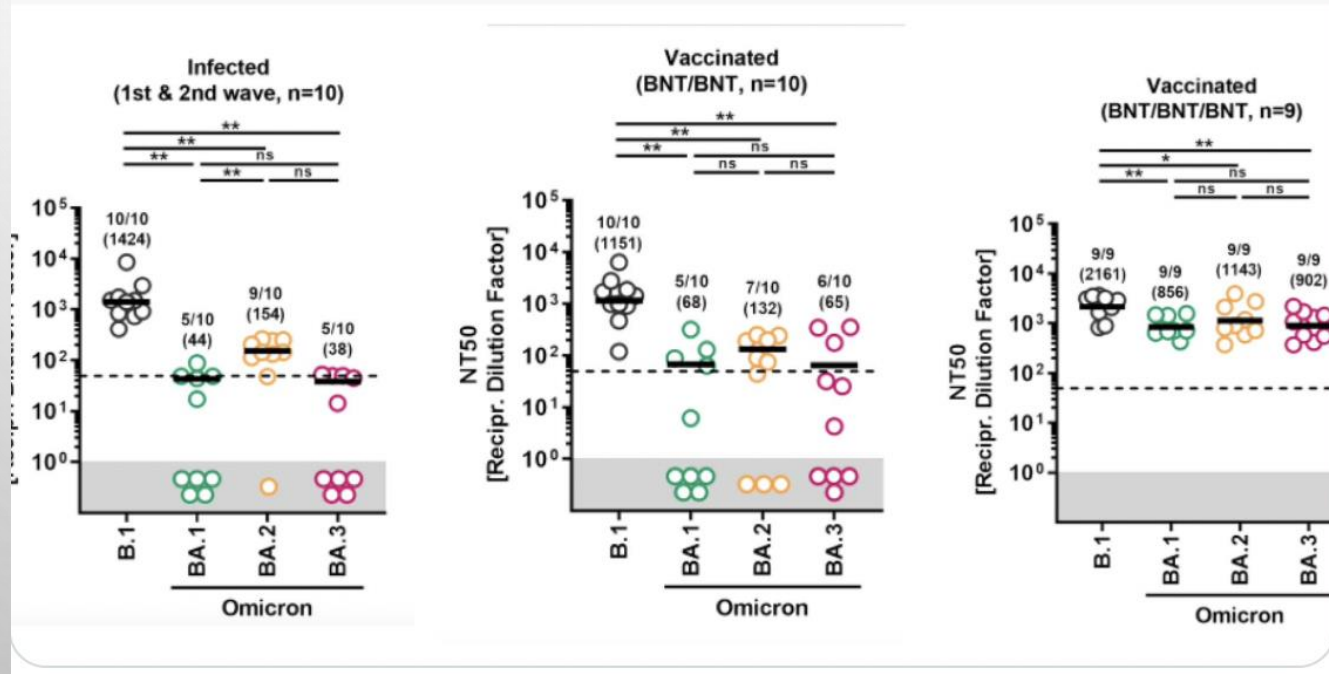 Infected
(1st & 2nd wave, n=10)
**
**
** ns
** ns
10⁵
10⁴
10³
10²
10¹
10⁰
10/10
(1424)
5/10
(44)
9/10
(154)
5/10
(38)
B.1
BA.1
BA.2
BA.3
Omicron
Vaccinated
(BNT/BNT, n=10)
**
**
** ns
ns ns
NT50
[Recipr. Dilution Factor]
10⁵
10⁴
10³
10²
10¹
10⁰
10/10
(1151)
5/10
(68)
7/10
(132)
6/10
(65)
B.1
BA.1
BA.2
BA.3
Omicron
Vaccinated
(BNT/BNT/BNT, n=9)
**
*
** ns
ns ns
NT50
[Recipr. Dilution Factor]
10⁵
10⁴
10³
10²
10¹
10⁰
9/9
(2161)
9/9
(856)
9/9
(1143)
9/9
(902)
B.1
BA.1
BA.2
BA.3
Omicron